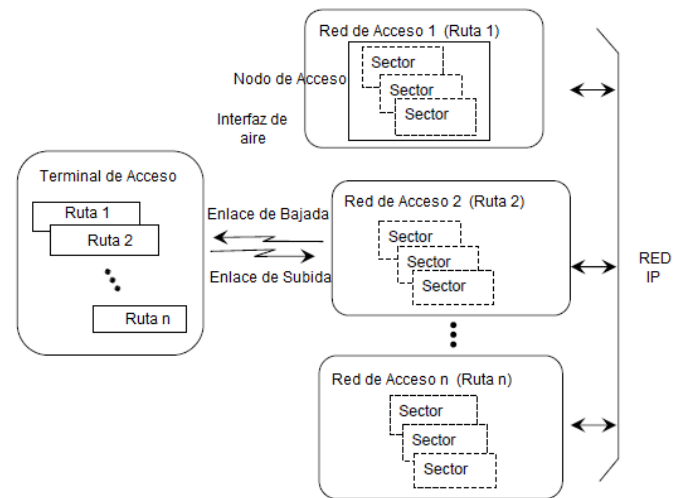 Red de Acceso 1 (Ruta 1)
Nodo de Acceso
Sector
Sector
Sector
Interfaz de
aire
Terminal de Acceso
Ruta 1
Ruta 2
Ruta n
Enlace de Bajada
Enlace de Subida
Red de Acceso 2 (Ruta 2)
Sector
Sector
Sector
RED
IP
Red de Acceso n (Ruta n)
Sector
Sector
Sector